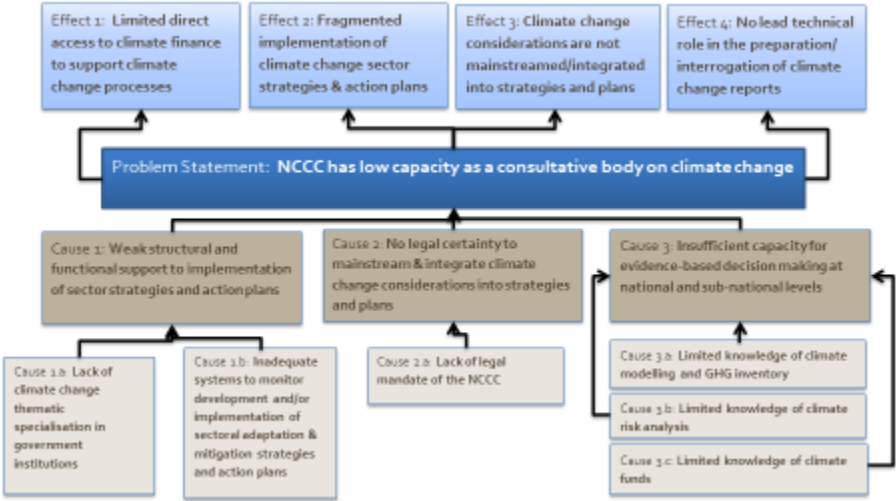 Effect 1: Limited direct
access to climate finance
to support climate
change processes
Effect 2: Fragmented
implementation of
climate change sector
strategies & action plans
Effect 3: Climate change
considerations are not
mainstreamed/integrated
into strategies and plans
Effect 4: No lead technical
role in the preparation/
interrogation of climate
change reports
Problem Statement: NCCC has low capacity as a consultative body on climate change
Cause 1: Weak structural and
functional support to implementation
of sector strategies and action plans
Cause 2: No legal certainty to
mainstream & integrate climate
change considerations into strategies
and plans
Cause 3: Insufficient capacity for
evidence-based decision making at
national and sub-national levels
Cause 1.a: Lack of
climate change
thematic
specialisation in
government
institutions
Cause 1.b: Inadequate
systems to monitor
development and/or
implementation of
sectoral adaptation &
mitigation strategies
and action plans
Cause 2.a: Lack of legal
mandate of the NCCC
Cause 3.a: Limited knowledge of climate
modelling and GHG inventory
Cause 3.b: Limited knowledge of climate
risk analysis
Cause 3.c: Limited knowledge of climate
funds